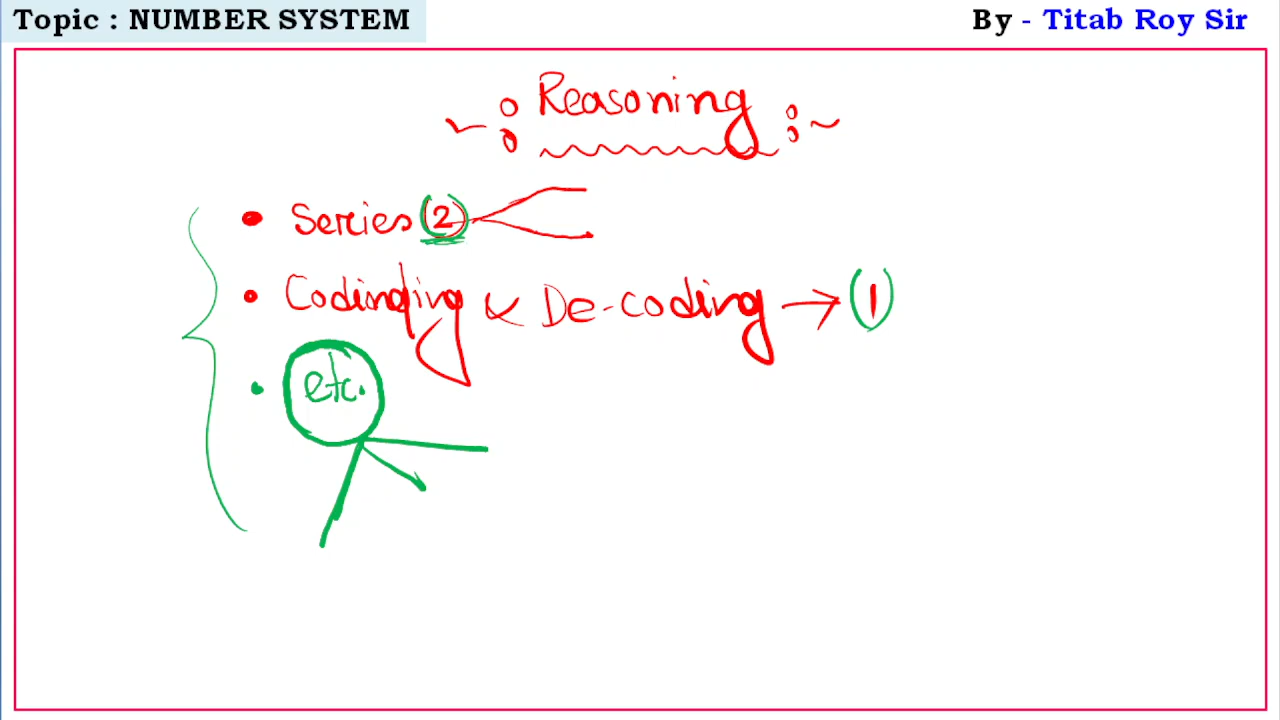 Topic : NUMBER SYSTEM
By - Titab Roy Sir
Reasoning
• Series (2)
• Codinding & De-coding → (1)
• etc.